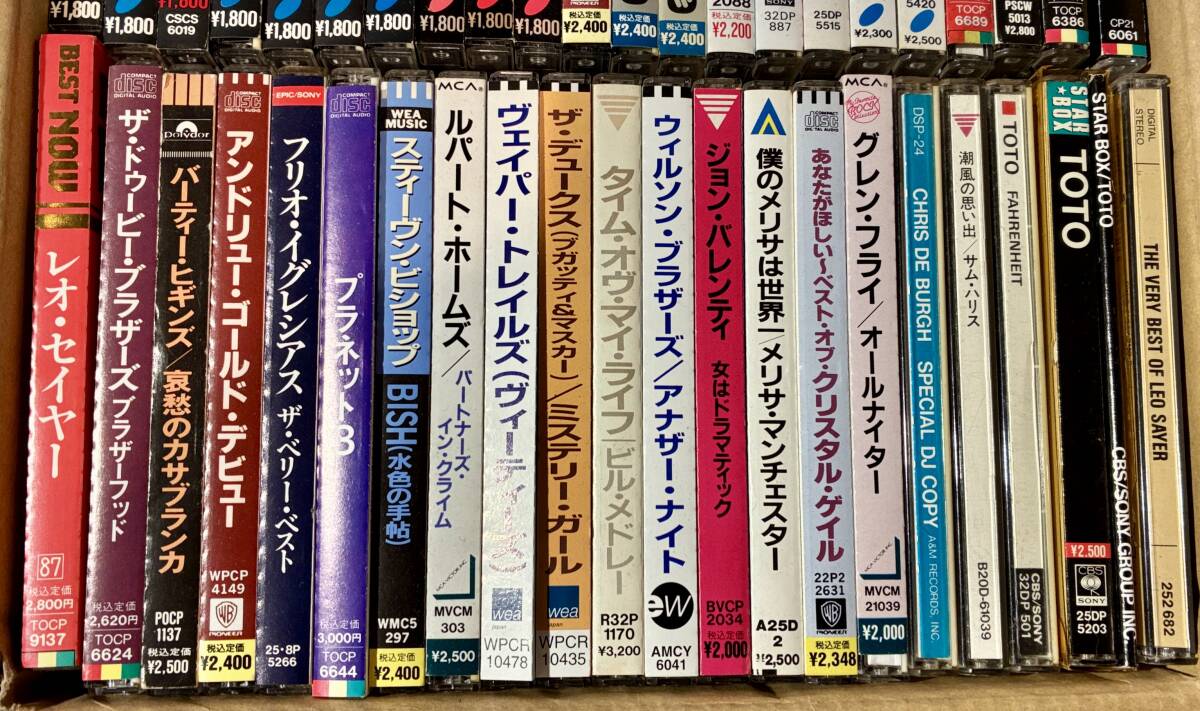 ¥1,800
CSCS
6019
¥1,800
¥1,800
¥1,800
¥1,800
¥1,800
¥1,800
¥1,800
税込定価
¥2,400
税込定価
¥2,400
税込定価
¥2,400
2088
税込定価
¥2,200
SONY
32DP
887
25DP
5515
¥2,300
5420
¥2,500
TOCP
6689
PSCW
5013
¥2,800
TOCP
6386
CP21
6061
BEST NOW
レオ・セイヤー
87
税込定価
2,800円
TOCP
9137
COMPACT
disc
DIGITAL AUDIO
ザ・ドゥービー・ブラザーズ ブラザーフッド
税込定価
2,620円
TOCP
6624
Polydor
バーティー・ヒギンズ/哀愁のカサブランカ
POCP
1137
税込定価
¥2,500
COMPACT
disc
DIGITAL AUDIO
アンドリュー・ゴールド・デビュー
WPCP
4149
WB
PIONEER
税込定価
¥2,400
EPIC/SONY
フリオ・イグレシアス ザ・ベリー・ベスト
25・8P
5266
COMPACT
disc
DIGITAL AUDIO
プラネット3
税込定価
3,000円
TOCP
6644
WEA
MUSIC
スティーヴン・ビショップ BISH(水色の手帖)
WMC5
297
税込定価
¥2,400
MCA
ルパート・ホームズ/パートナーズ・
イン・クライム
MCA VICTOR, INC.
MVCM
303
¥2,500
ヴェイパー・トレイルズ(ヴィーティーズ)
wea
japan
WPCR
10478
ザ・デュークス(ブガッティ&マスカー)/ミステリー・ガール
wea
japan
WPCR
10435
タイム・オヴ・マイ・ライフ/ビル・メドレー
R32P
1170
¥3,200
ウィルソン・ブラザーズ/アナザー・ナイト
ew
AMCY
6041
ジョン・バレンティ 女はドラマティック
BVCP
2034
税込定価
¥2,000
僕のメリサは世界一/メリサ・マンチェスター
A25D
2
¥2,500
COMPACT
disc
DIGITAL AUDIO
あなたがほしい~ベスト・オブ・クリスタル・ゲイル
22P2
2631
WB
PIONEER
税込定価
¥2,348
MCA
グレン・フライ/オールナイター
MCA VICTOR, INC.
MVCM
21039
¥2,000
DSP-24 CHRIS DE BURGH SPECIAL DJ COPY A&M RECORDS, INC
潮風の思い出/サム・ハリス
B20D-61039
TOTO FAHRENHEIT
CBS/SONY
32DP 501
STAR
★BOX
TOTO
¥2,500
CBS
SONY
25DP
5203
STAR BOX/TOTO
CBS/SONY GROUP INC.
DIGITAL
STEREO
THE VERY BEST OF LEO SAYER
252682